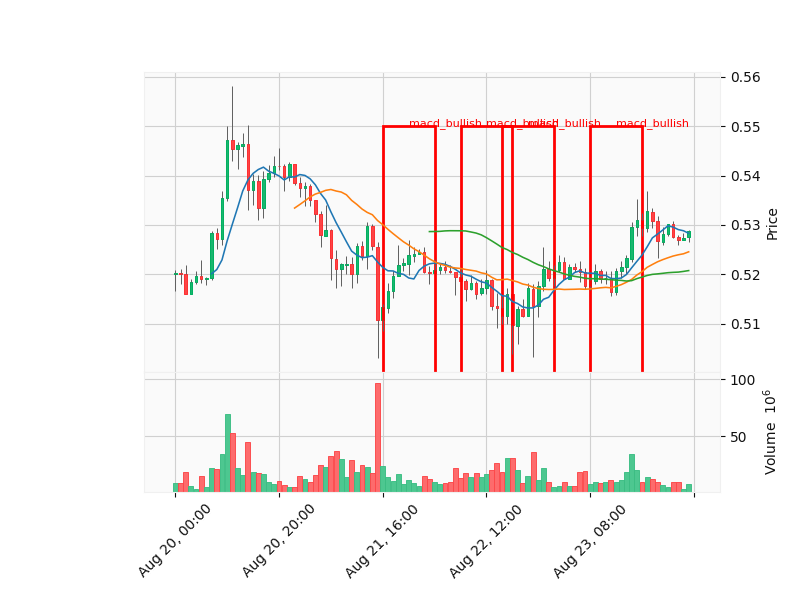 0.56
0.55
0.54
0.53
0.52
0.51
Price
macd_bullish
macd_bullish
macd_bullish
macd_bullish
100
50
Volume 10^6
Aug 20, 00:00
Aug 20, 20:00
Aug 21, 16:00
Aug 22, 12:00
Aug 23, 08:00